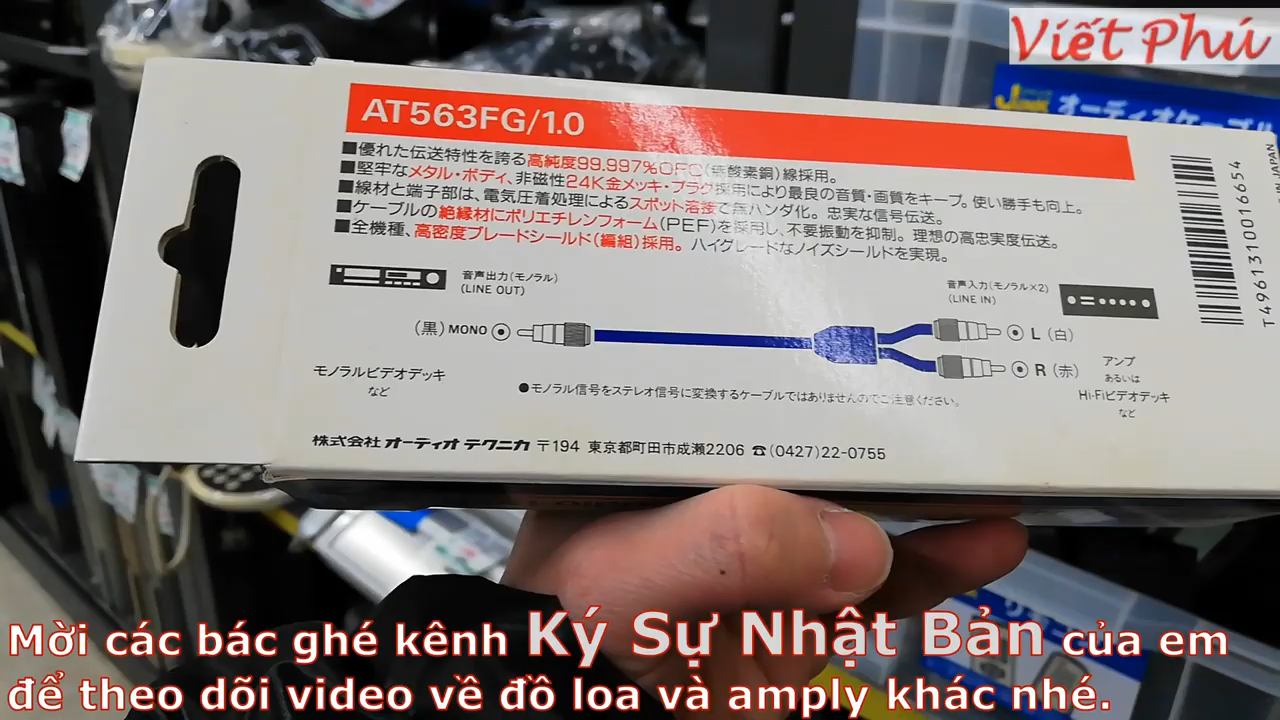 Việt Phú
オーディオケーブル
AT563FG/1.0
■優れた伝送特性を誇る高純度99.997%OFC(無酸素銅)線採用。
■堅牢なメタル・ボディ、非磁性24K金メッキ・プラグ採用により最良の音質・画質をキープ。使い勝手も向上。
■線材と端子部は、電気圧着処理によるスポット溶接で無ハンダ化。忠実な信号伝送。
■ケーブルの絶縁材にポリエチレンフォーム(PEF)を採用し、不要振動を抑制。理想の高忠実度伝送。
■全機種、高密度ブレードシールド(編組)採用。ハイグレードなノイズシールドを実現。
音声出力(モノラル)
(LINE OUT)
音声入力(モノラル×2)
(LINE IN)
(黒) MONO
L (白)
R (赤)
モノラルビデオデッキ
など
アンプ
あるいは
Hi-Fiビデオデッキ
など
●モノラル信号をステレオ信号に変換するケーブルではありませんのでご注意ください。
株式会社 オーディオテクニカ 〒194 東京都町田市成瀬2206 ☎(0427)22-0755
T4961310016654
IN JAPAN
Mời các bác ghé kênh Ký Sự Nhật Bản của em
để theo dõi video về đồ loa và amply khác nhé.